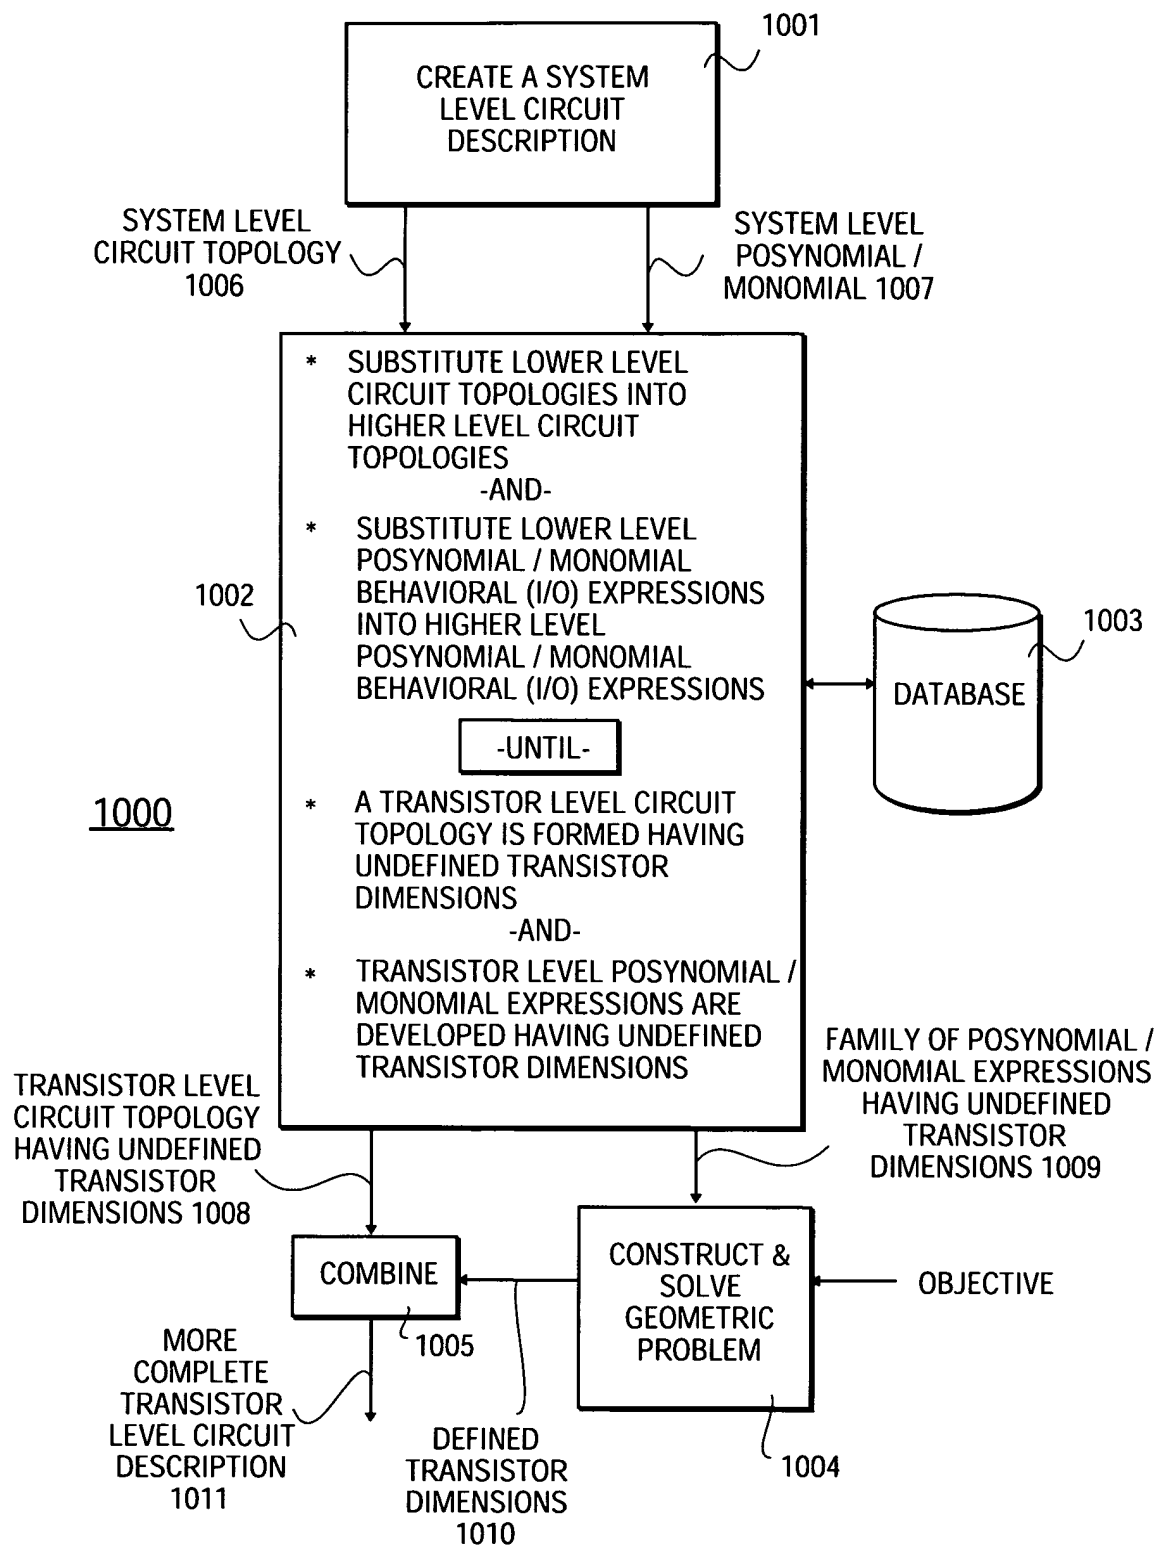 1001
CREATE A SYSTEM
LEVEL CIRCUIT
DESCRIPTION
SYSTEM LEVEL
CIRCUIT TOPOLOGY
1006
SYSTEM LEVEL
POSYNOMIAL /
MONOMIAL 1007
* SUBSTITUTE LOWER LEVEL
CIRCUIT TOPOLOGIES INTO
HIGHER LEVEL CIRCUIT
TOPOLOGIES
-AND-
* SUBSTITUTE LOWER LEVEL
POSYNOMIAL / MONOMIAL
BEHAVIORAL (I/O) EXPRESSIONS
INTO HIGHER LEVEL
POSYNOMIAL / MONOMIAL
BEHAVIORAL (I/O) EXPRESSIONS
-UNTIL-
* A TRANSISTOR LEVEL CIRCUIT
TOPOLOGY IS FORMED HAVING
UNDEFINED TRANSISTOR
DIMENSIONS
-AND-
* TRANSISTOR LEVEL POSYNOMIAL /
MONOMIAL EXPRESSIONS ARE
DEVELOPED HAVING UNDEFINED
TRANSISTOR DIMENSIONS
1002
1003
DATABASE
1000
TRANSISTOR LEVEL
CIRCUIT TOPOLOGY
HAVING UNDEFINED
TRANSISTOR
DIMENSIONS 1008
FAMILY OF POSYNOMIAL /
MONOMIAL EXPRESSIONS
HAVING UNDEFINED
TRANSISTOR
DIMENSIONS 1009
COMBINE
1005
CONSTRUCT &
SOLVE
GEOMETRIC
PROBLEM
OBJECTIVE
1004
MORE
COMPLETE
TRANSISTOR
LEVEL CIRCUIT
DESCRIPTION
1011
DEFINED
TRANSISTOR
DIMENSIONS
1010